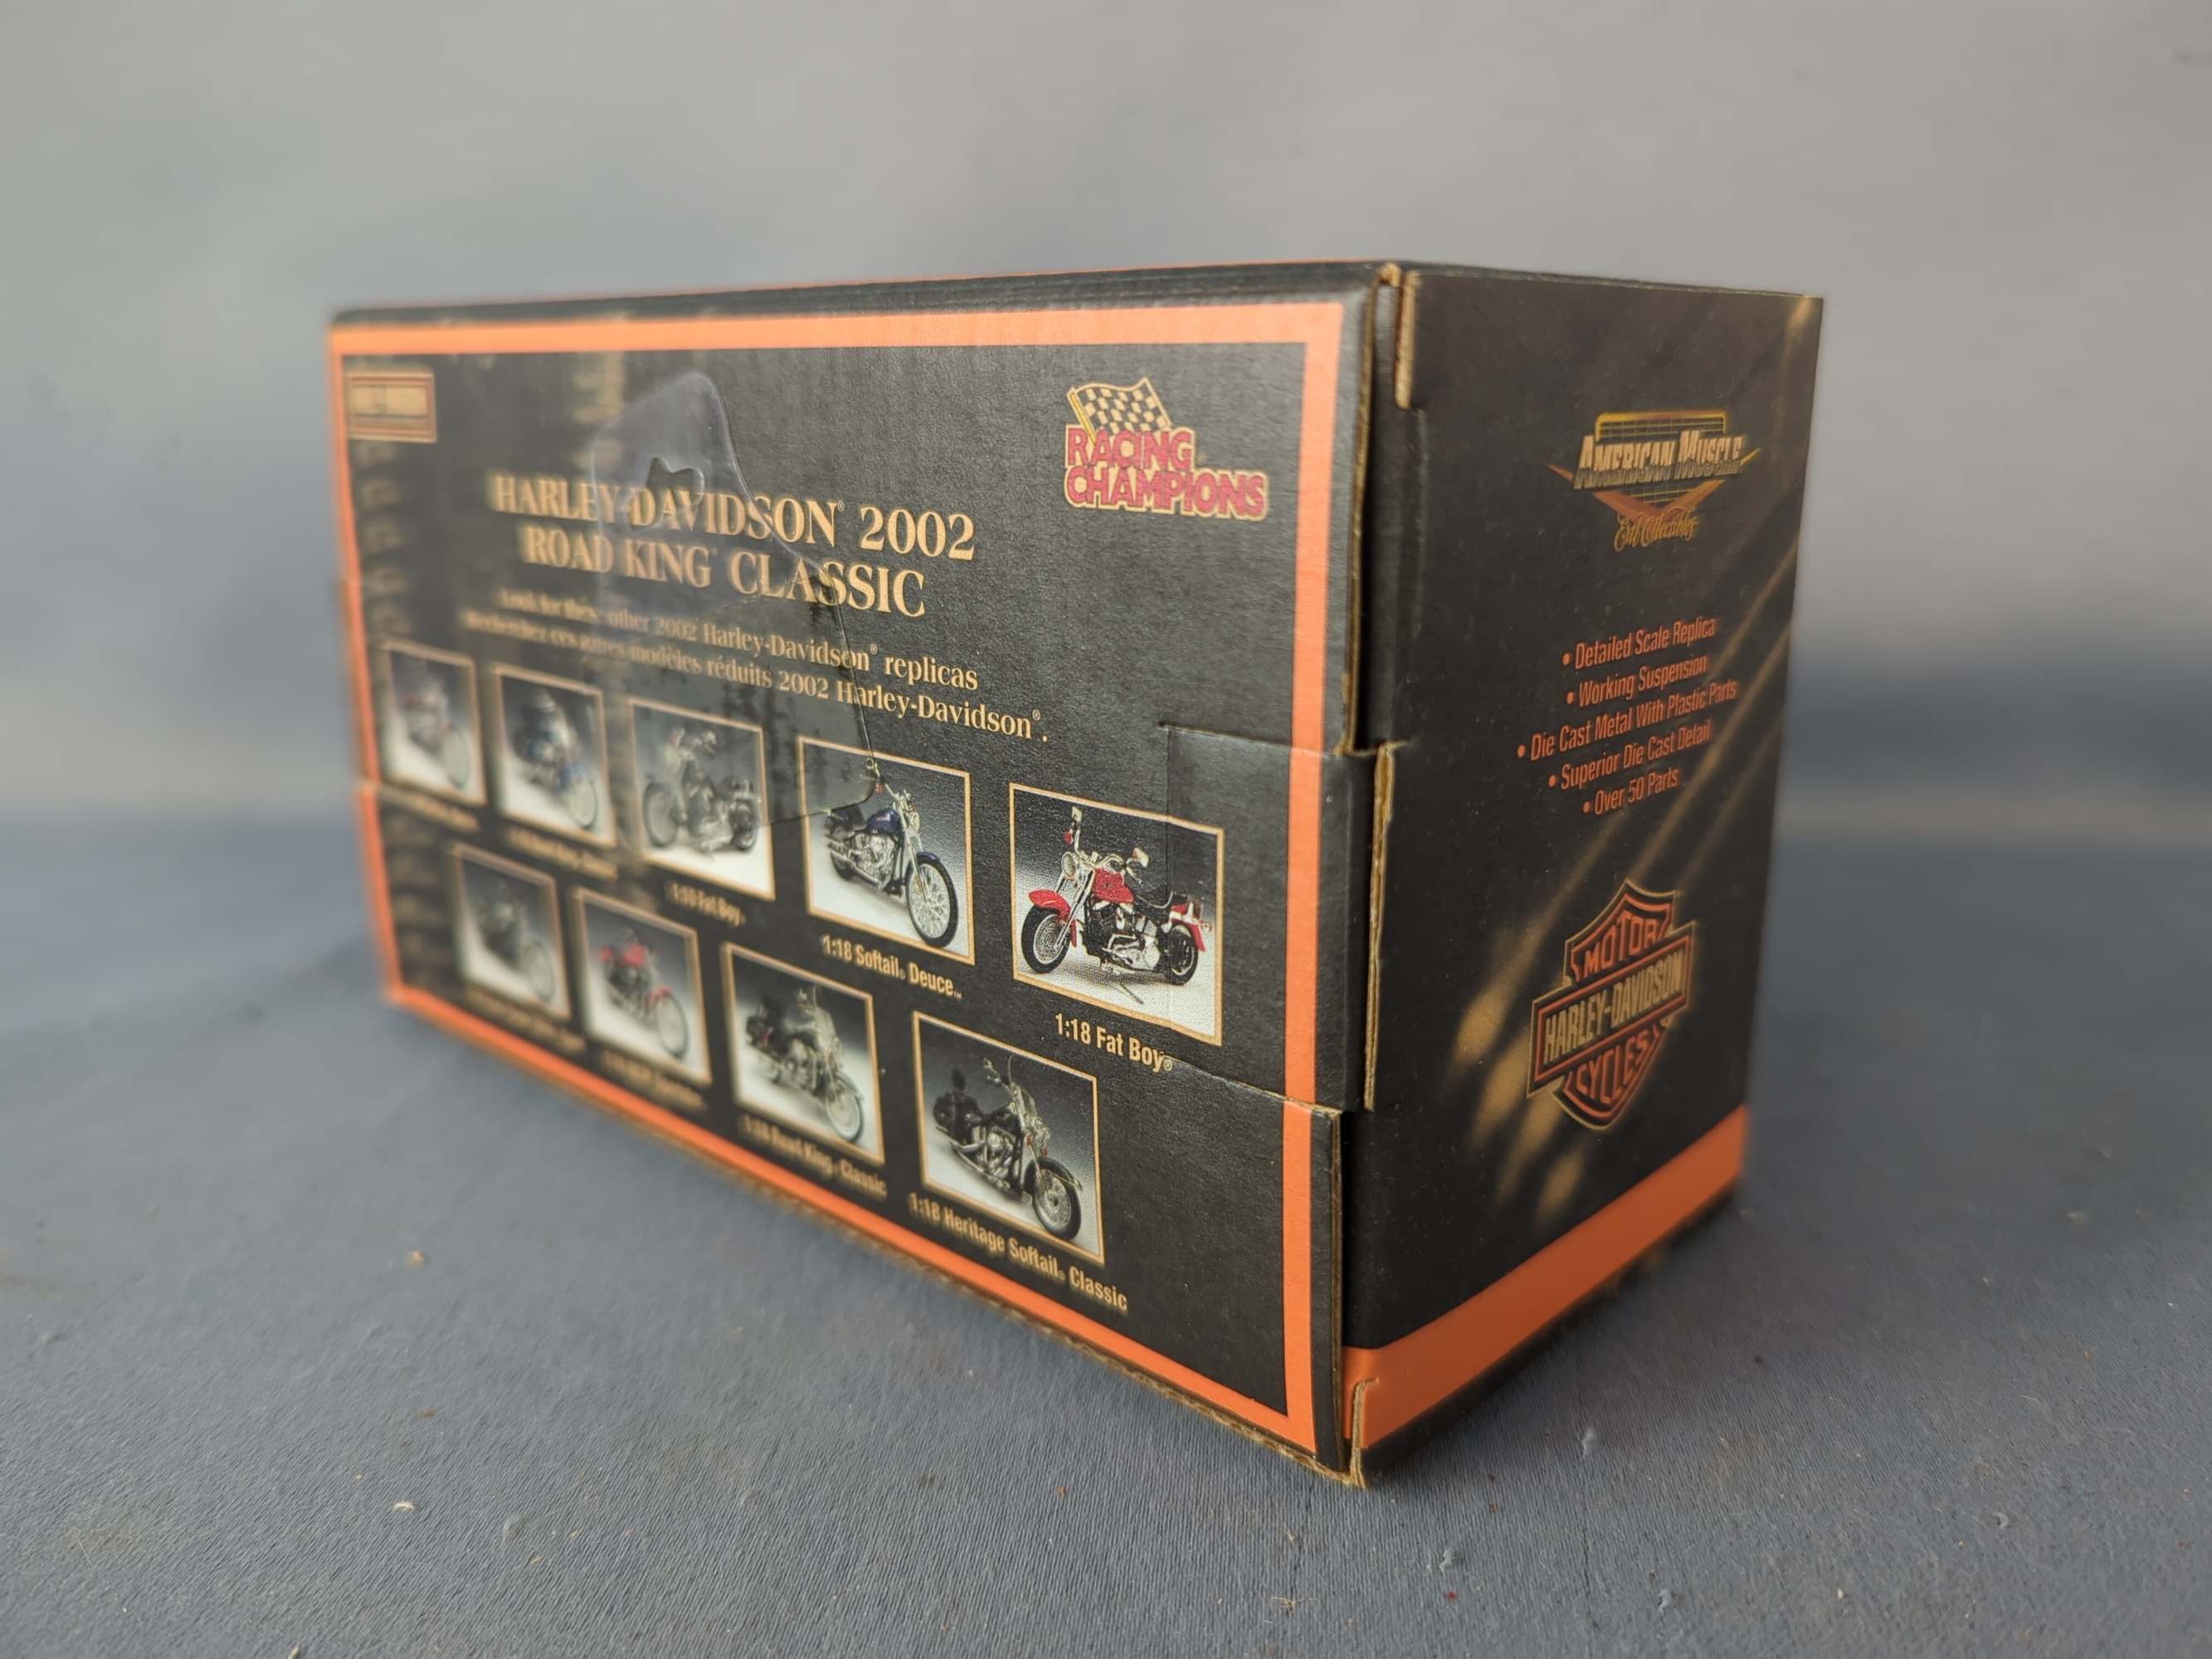 RACING
CHAMPIONS
HARLEY-DAVIDSON® 2002
ROAD KING® CLASSIC
Look for these other 2002 Harley-Davidson® replicas
Recherchez ces autres modèles réduits 2002 Harley-Davidson®.
1:18 Fat Boy®
1:18 Softail® Deuce™
1:18 Fat Boy®
1:18 Road King® Classic
1:18 Heritage Softail® Classic
AMERICAN MUSCLE
Ertl Collectibles
• Detailed Scale Replica
• Working Suspension
• Die Cast Metal With Plastic Parts
• Superior Die Cast Detail
• Over 50 Parts
MOTOR
HARLEY-DAVIDSON
CYCLES